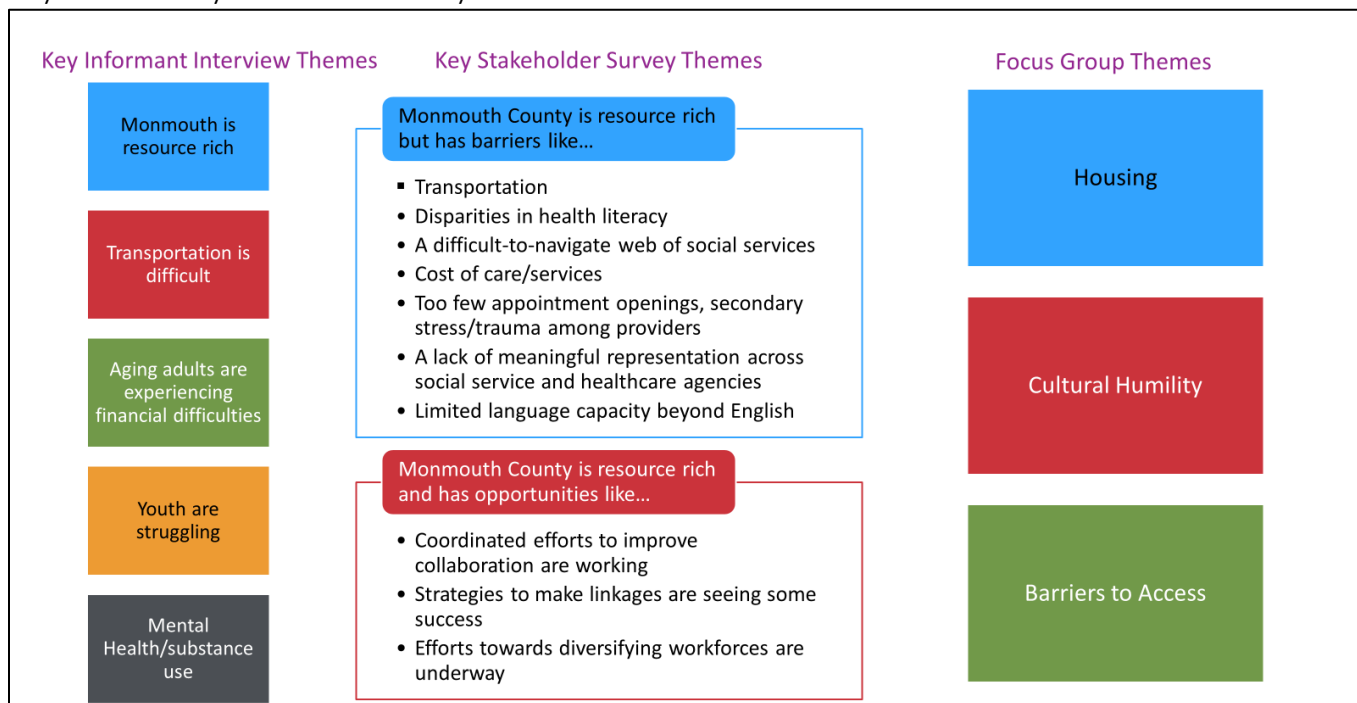 Key Informant Interview Themes
Monmouth is
resource rich
Transportation is
difficult
Aging adults are
experiencing
financial difficulties
Youth are
struggling
Mental
Health/substance
use
Key Stakeholder Survey Themes
Monmouth County is resource rich
but has barriers like…
▪ Transportation
• Disparities in health literacy
• A difficult-to-navigate web of social services
• Cost of care/services
• Too few appointment openings, secondary
stress/trauma among providers
• A lack of meaningful representation across
social service and healthcare agencies
• Limited language capacity beyond English
Monmouth County is resource rich
and has opportunities like…
• Coordinated efforts to improve
collaboration are working
• Strategies to make linkages are seeing some
success
• Efforts towards diversifying workforces are
underway
Focus Group Themes
Housing
Cultural Humility
Barriers to Access